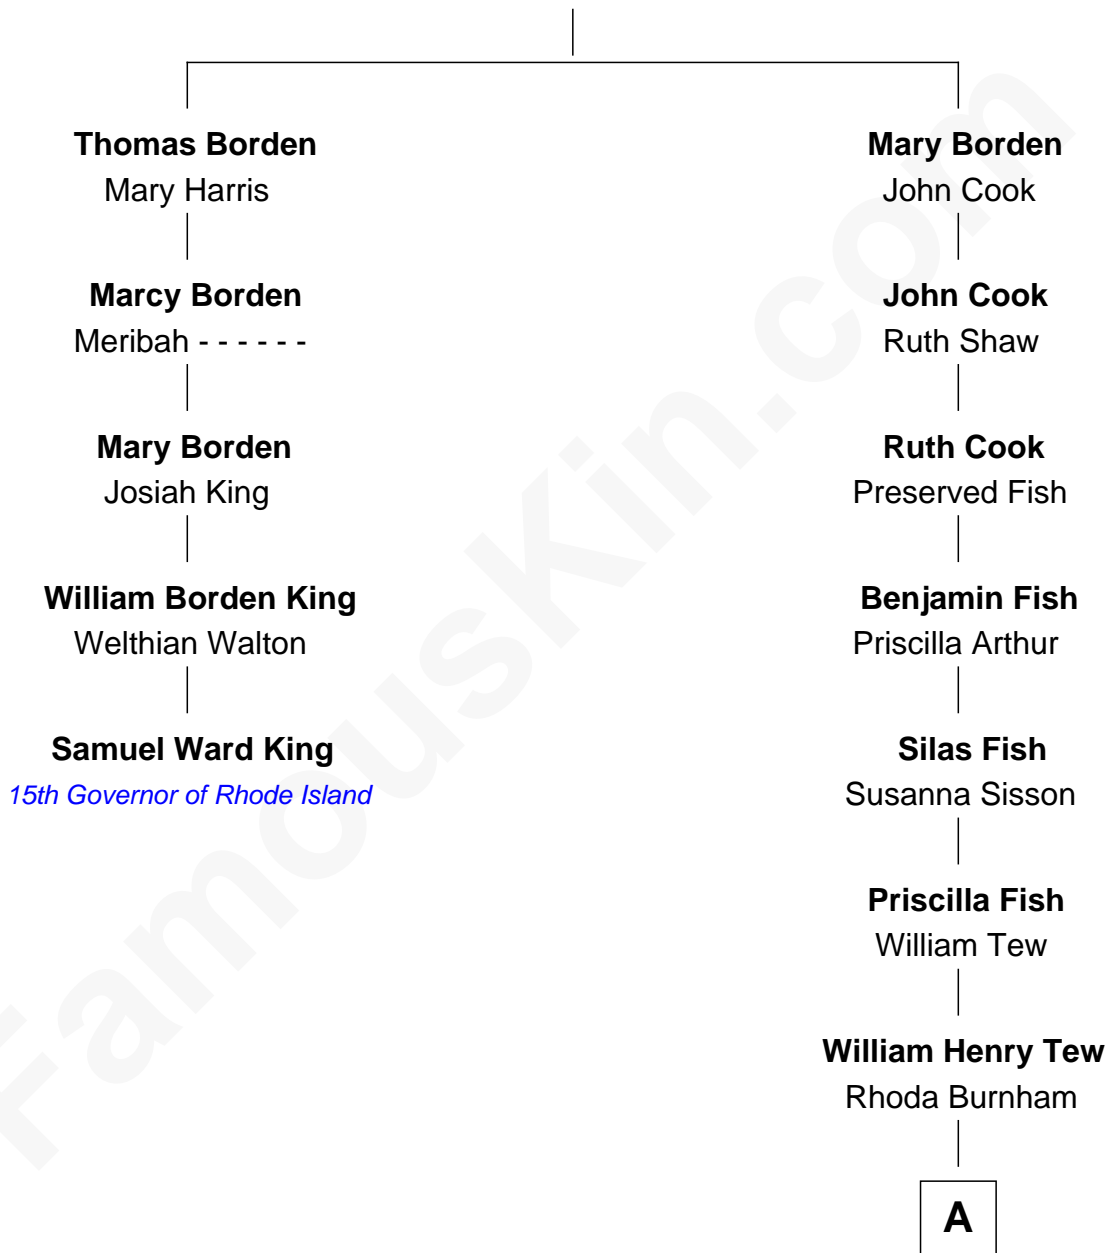 Thomas Borden
Mary Harris
Marcy Borden
Meribah - - - - - -
Mary Borden
Josiah King
William Borden King
Welthian Walton
Samuel Ward King
15th Governor of Rhode Island
Mary Borden
John Cook
John Cook
Ruth Shaw
Ruth Cook
Preserved Fish
Benjamin Fish
Priscilla Arthur
Silas Fish
Susanna Sisson
Priscilla Fish
William Tew
William Henry Tew
Rhoda Burnham
A
FamousKin.com